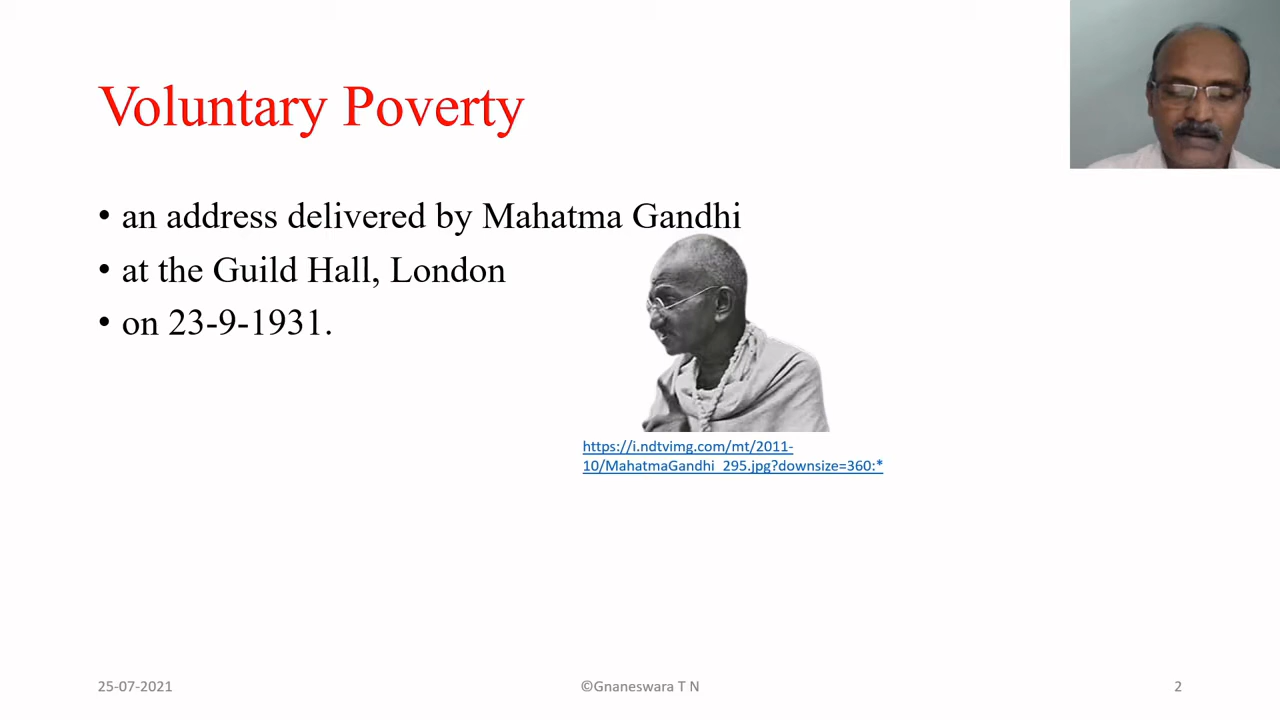 Voluntary Poverty
• an address delivered by Mahatma Gandhi
• at the Guild Hall, London
• on 23-9-1931.
https://i.ndtvimg.com/mt/2011-
10/MahatmaGandhi_295.jpg?downsize=360:*
25-07-2021
©Gnaneswara T N
2